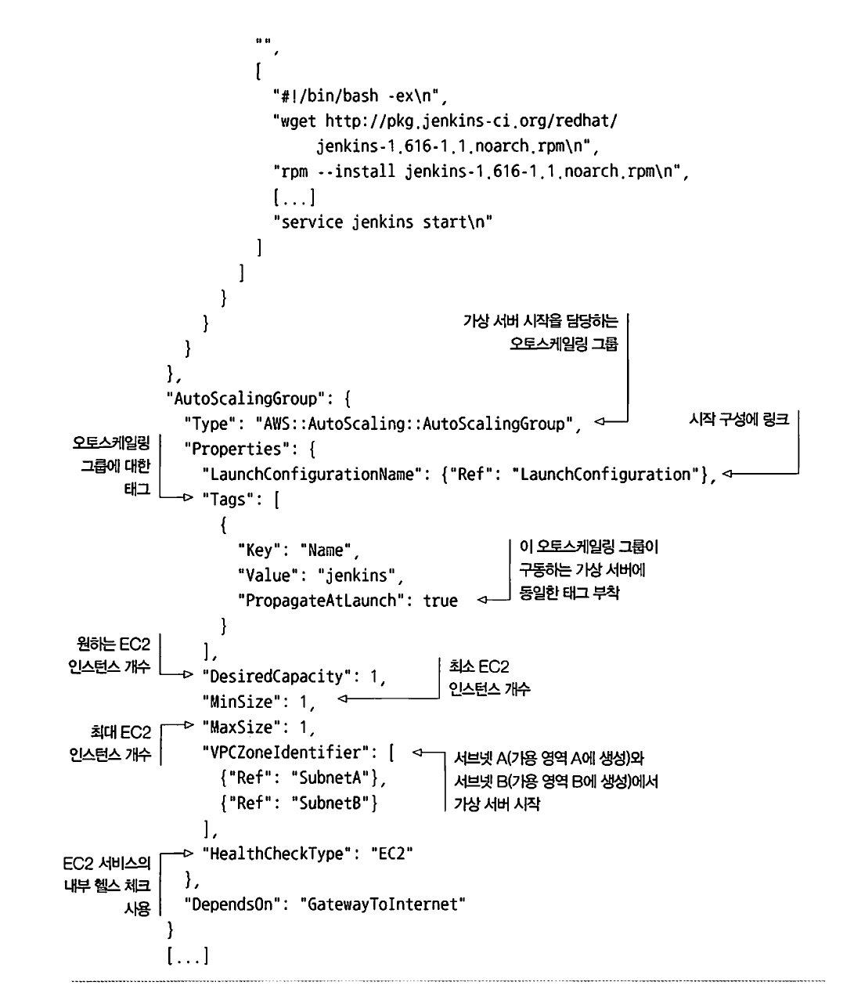 "",
[
"#!/bin/bash -ex\n",
"wget http://pkg.jenkins-ci.org/redhat/
jenkins-1.616-1.1.noarch.rpm\n",
"rpm --install jenkins-1.616-1.1.noarch.rpm\n",
[...]
"service jenkins start\n"
]
]
}
}
}
},
가상 서버 시작을 담당하는
오토스케일링 그룹
"AutoScalingGroup": {
"Type": "AWS::AutoScaling::AutoScalingGroup",
시작 구성에 링크
오토스케일링
그룹에 대한
태그
"Properties": {
"LaunchConfigurationName": {"Ref": "LaunchConfiguration"},
"Tags": [
{
"Key": "Name",
"Value": "jenkins",
"PropagateAtLaunch": true
이 오토스케일링 그룹이
구동하는 가상 서버에
동일한 태그 부착
}
],
원하는 EC2
인스턴스 개수
"DesiredCapacity": 1,
최소 EC2
인스턴스 개수
"MinSize": 1,
최대 EC2
인스턴스 개수
"MaxSize": 1,
"VPCZoneIdentifier": [
서브넷 A(가용 영역 A에 생성)와
서브넷 B(가용 영역 B에 생성)에서
가상 서버 시작
{"Ref": "SubnetA"},
{"Ref": "SubnetB"}
],
"HealthCheckType": "EC2"
EC2 서비스의
내부 헬스 체크
사용
},
"DependsOn": "GatewayToInternet"
}
[...]